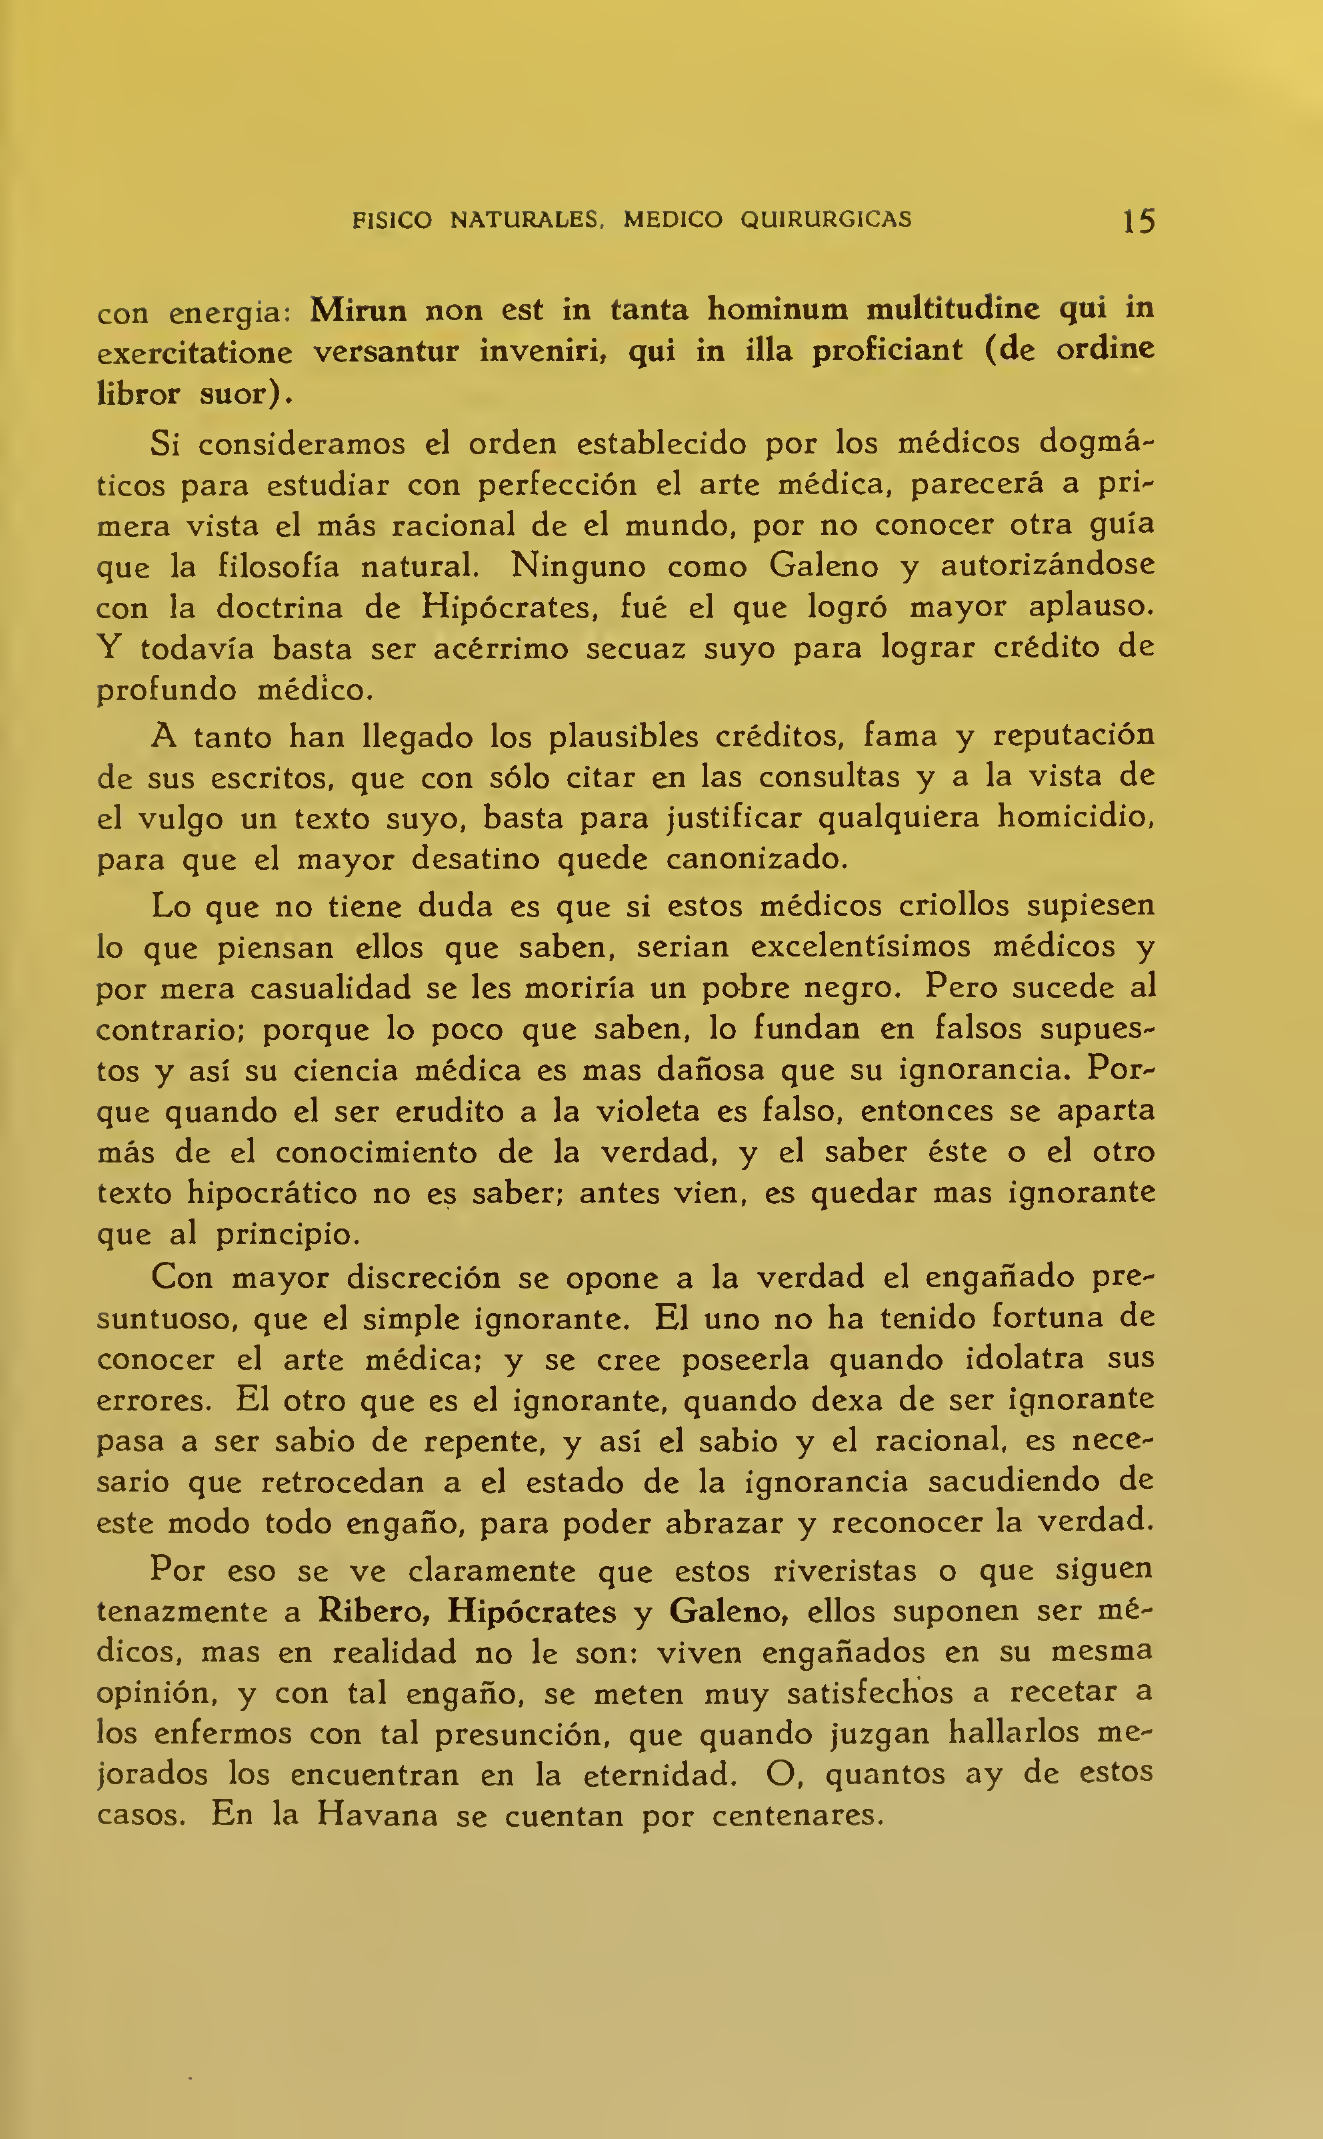 FISICO NATURALES, MEDICO QUIRURGICAS 15
con energia: Mirun non est in tanta hominum multitudine qui in
exercitatione versantur inveniri, qui in illa proficiant (de ordine
libror suor).
Si consideramos el orden establecido por los médicos dogmá-
ticos para estudiar con perfección el arte médica, parecerá a pri-
mera vista el más racional de el mundo, por no conocer otra guía
que la filosofía natural. Ninguno como Galeno y autorizándose
con la doctrina de Hipócrates, fué el que logró mayor aplauso.
Y todavía basta ser acérrimo secuaz suyo para lograr crédito de
profundo médico.
A tanto han llegado los plausibles créditos, fama y reputación
de sus escritos, que con sólo citar en las consultas y a la vista de
el vulgo un texto suyo, basta para justificar qualquiera homicidio,
para que el mayor desatino quede canonizado.
Lo que no tiene duda es que si estos médicos criollos supiesen
lo que piensan ellos que saben, serian excelentísimos médicos y
por mera casualidad se les moriría un pobre negro. Pero sucede al
contrario; porque lo poco que saben, lo fundan en falsos supues-
tos y así su ciencia médica es mas dañosa que su ignorancia. Por-
que quando el ser erudito a la violeta es falso, entonces se aparta
más de el conocimiento de la verdad, y el saber éste o el otro
texto hipocrático no es saber; antes vien, es quedar mas ignorante
que al principio.
Con mayor discreción se opone a la verdad el engañado pre-
suntuoso, que el simple ignorante. El uno no ha tenido fortuna de
conocer el arte médica; y se cree poseerla quando idolatra sus
errores. El otro que es el ignorante, quando dexa de ser ignorante
pasa a ser sabio de repente, y así el sabio y el racional, es nece-
sario que retrocedan a el estado de la ignorancia sacudiendo de
este modo todo engaño, para poder abrazar y reconocer la verdad.
Por eso se ve claramente que estos riveristas o que siguen
tenazmente a Ribero, Hipócrates y Galeno, ellos suponen ser mé-
dicos, mas en realidad no le son: viven engañados en su mesma
opinión, y con tal engaño, se meten muy satisfechos a recetar a
los enfermos con tal presunción, que quando juzgan hallarlos me-
jorados los encuentran en la eternidad. O, quantos ay de estos
casos. En la Havana se cuentan por centenares.